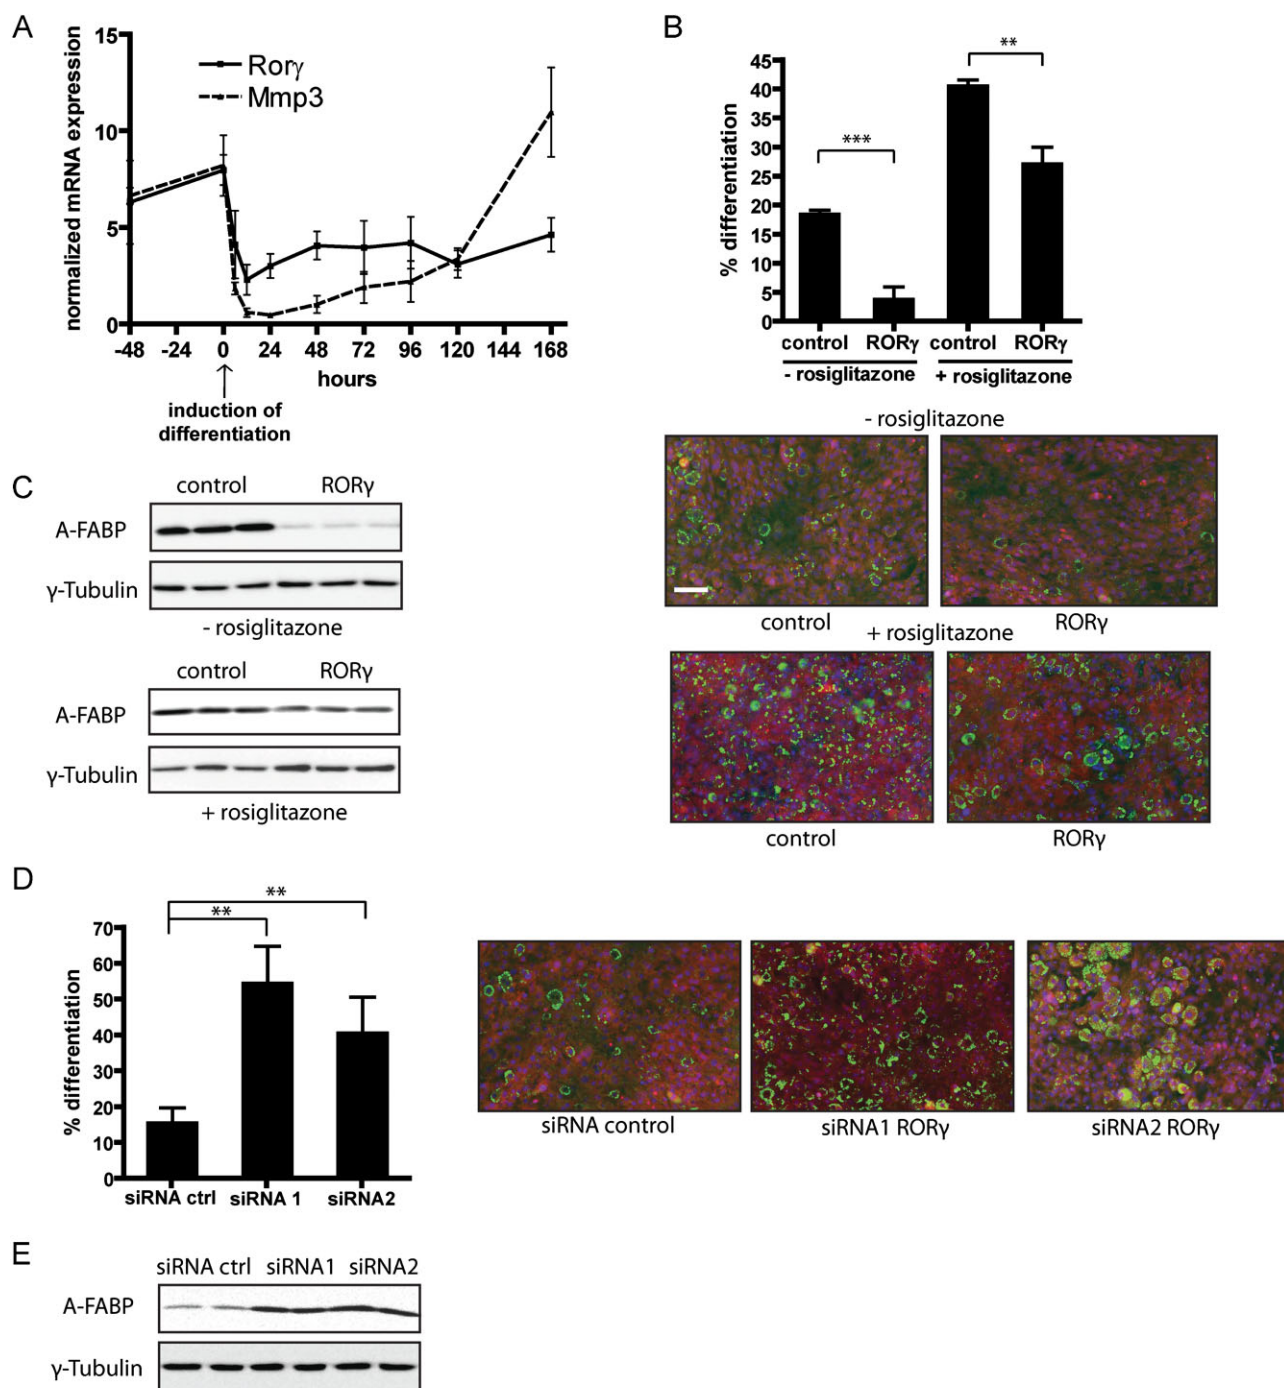 A
Rorγ
Mmp3
normalized mRNA expression
15
10
5
0
-48 -24 0 24 48 72 96 120 144 168
hours
induction of
differentiation
B
**
***
% differentiation
45
40
35
30
25
20
15
10
5
0
control RORγ control RORγ
- rosiglitazone + rosiglitazone
- rosiglitazone
control RORγ
+ rosiglitazone
control RORγ
C
control RORγ
A-FABP
γ-Tubulin
- rosiglitazone
control RORγ
A-FABP
γ-Tubulin
+ rosiglitazone
D
**
**
% differentiation
70
60
50
40
30
20
10
0
siRNA ctrl siRNA 1 siRNA2
siRNA control siRNA1 RORγ siRNA2 RORγ
E
siRNA ctrl siRNA1 siRNA2
A-FABP
γ-Tubulin